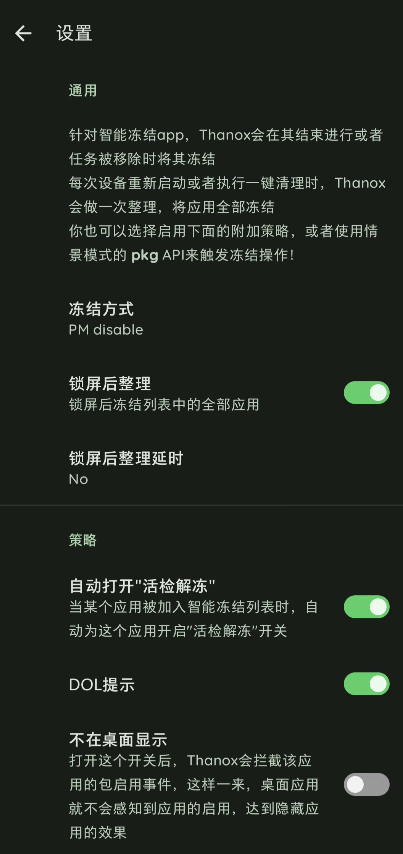 设置
通用
针对智能冻结app，Thanox会在其结束进行或者
任务被移除时将其冻结
每次设备重新启动或者执行一键清理时，Thanox
会做一次整理，将应用全部冻结
你也可以选择启用下面的附加策略，或者使用情
景模式的 pkg API来触发冻结操作!
冻结方式
PM disable
锁屏后整理
锁屏后冻结列表中的全部应用
锁屏后整理延时
No
策略
自动打开"活检解冻"
当某个应用被加入智能冻结列表时，自
动为这个应用开启"活检解冻"开关
DOL提示
不在桌面显示
打开这个开关后，Thanox会拦截该应
用的包启用事件，这样一来，桌面应用
就不会感知到应用的启用，达到隐藏应
用的效果